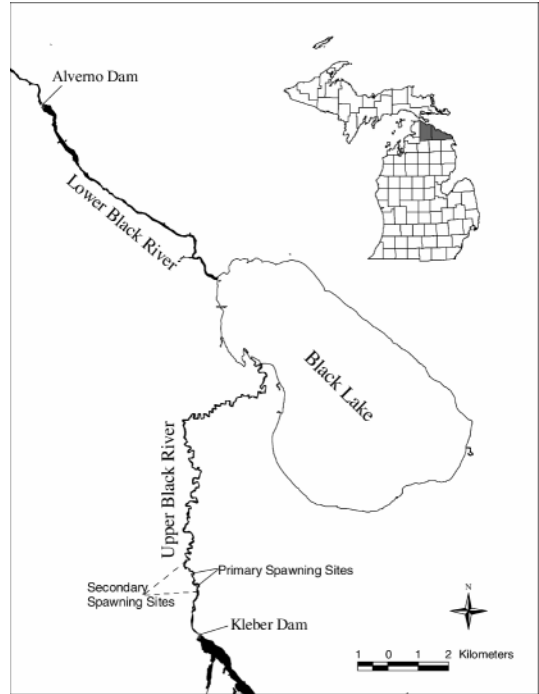 Alverno Dam
Lower Black River
Black Lake
Upper Black River
Primary Spawning Sites
Secondary
Spawning Sites
Kleber Dam
N
1 0 1 2 Kilometers